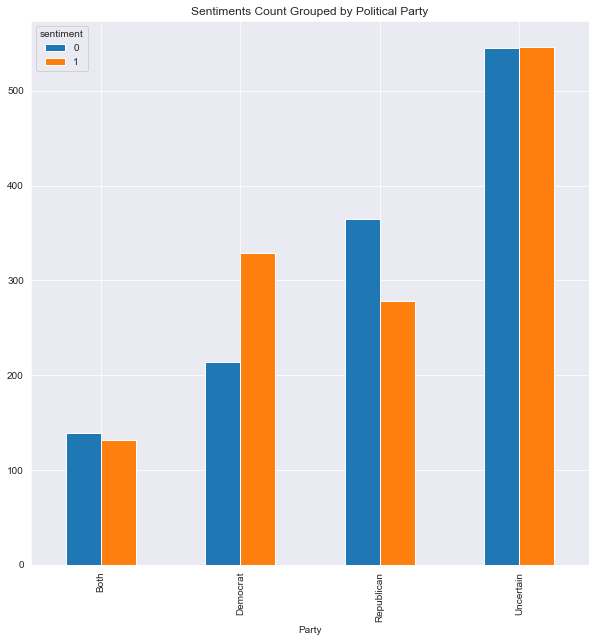 Sentiments Count Grouped by Political Party
sentiment
0
1
500
400
300
200
100
0
Both
Democrat
Republican
Uncertain
Party